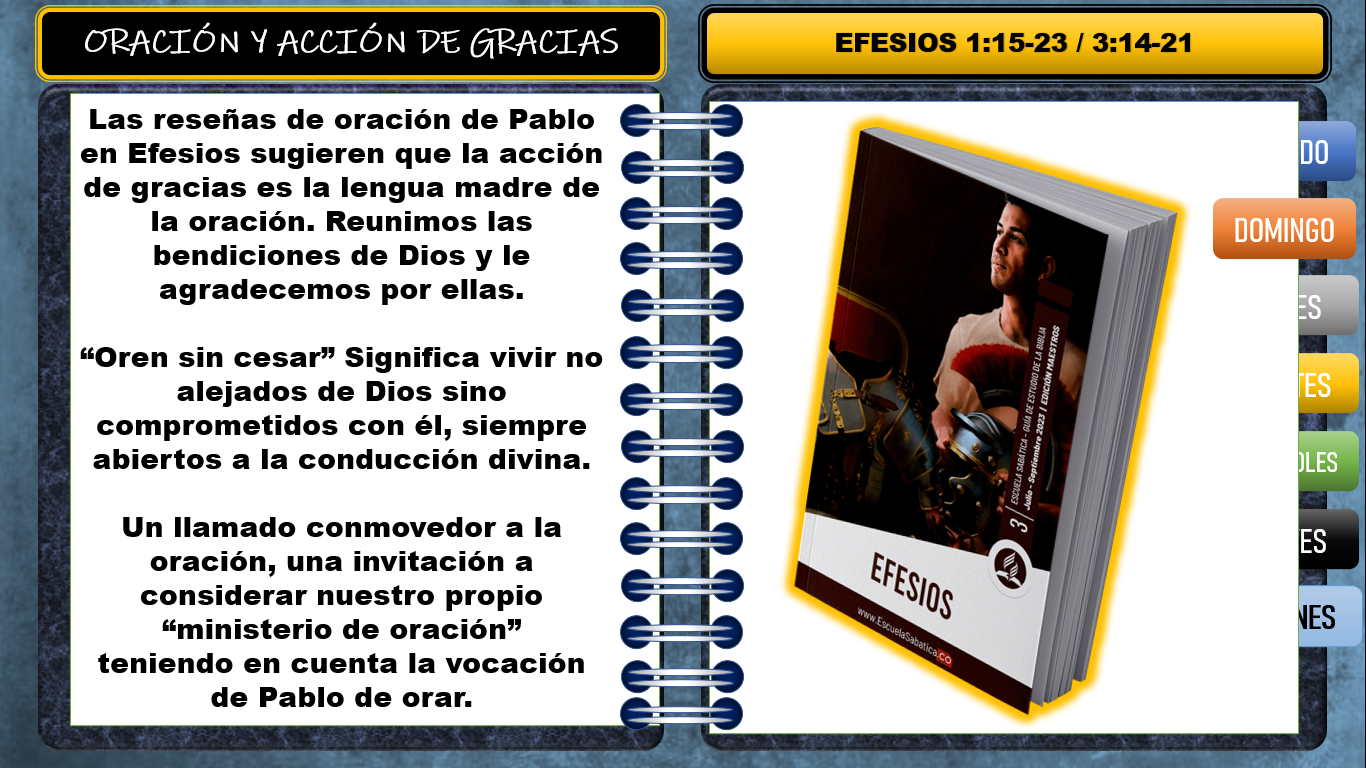 ORACIÓN Y ACCIÓN DE GRACIAS
EFESIOS 1:15-23 / 3:14-21
Las reseñas de oración de Pablo
en Efesios sugieren que la acción
de gracias es la lengua madre de
la oración. Reunimos las
bendiciones de Dios y le
agradecemos por ellas.
“Oren sin cesar” Significa vivir no
alejados de Dios sino
comprometidos con él, siempre
abiertos a la conducción divina.
Un llamado conmovedor a la
oración, una invitación a
considerar nuestro propio
“ministerio de oración”
teniendo en cuenta la vocación
de Pablo de orar.
3
ESCUELA SABÁTICA - GUÍA DE ESTUDIO DE LA BIBLIA
Julio - Septiembre 2023 | EDICIÓN MAESTROS
EFESIOS
www.EscuelaSabatica.co
DO
DOMINGO
ES
TES
OLES
ES
NES